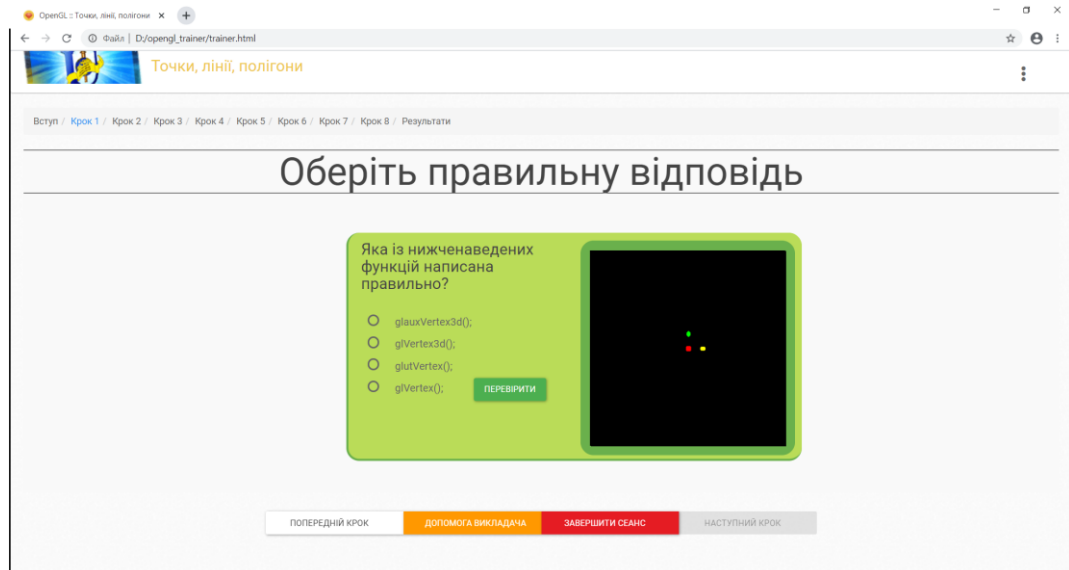 OpenGL :: Точки, лінії, полігони
Файл | D:/opengl_trainer/trainer.html
Точки, лінії, полігони
Вступ / Крок 1 / Крок 2 / Крок 3 / Крок 4 / Крок 5 / Крок 6 / Крок 7 / Крок 8 / Результати
Оберіть правильну відповідь
Яка із нижченаведених
функцій написана
правильно?
glauxVertex3d();
glVertex3d();
glutVertex();
glVertex();
ПЕРЕВІРИТИ
ПОПЕРЕДНІЙ КРОК
ДОПОМОГА ВИКЛАДАЧА
ЗАВЕРШИТИ СЕАНС
НАСТУПНИЙ КРОК